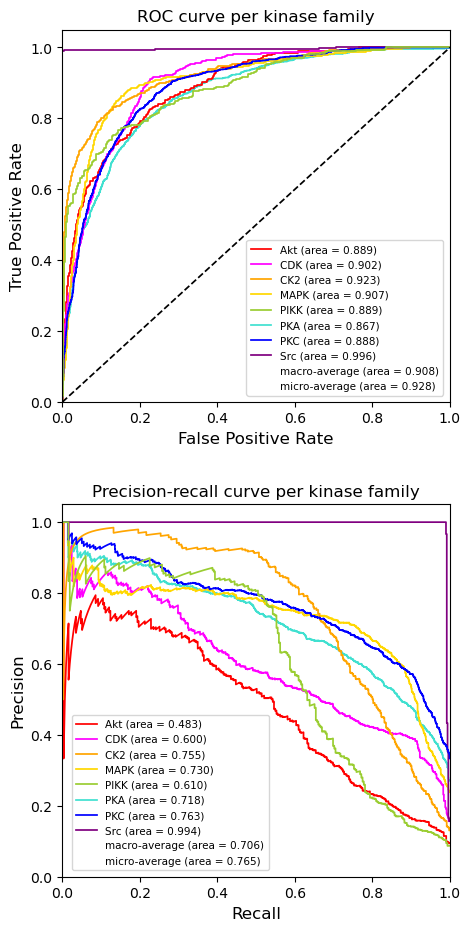 ROC curve per kinase family
1.0
0.8
0.6
0.4
0.2
0.0
True Positive Rate
Akt (area = 0.889)
CDK (area = 0.902)
CK2 (area = 0.923)
MAPK (area = 0.907)
PIKK (area = 0.889)
PKA (area = 0.867)
PKC (area = 0.888)
Src (area = 0.996)
macro-average (area = 0.908)
micro-average (area = 0.928)
0.0 0.2 0.4 0.6 0.8 1.0
False Positive Rate
Precision-recall curve per kinase family
1.0
0.8
0.6
0.4
0.2
0.0
Precision
Akt (area = 0.483)
CDK (area = 0.600)
CK2 (area = 0.755)
MAPK (area = 0.730)
PIKK (area = 0.610)
PKA (area = 0.718)
PKC (area = 0.763)
Src (area = 0.994)
macro-average (area = 0.706)
micro-average (area = 0.765)
0.0 0.2 0.4 0.6 0.8 1.0
Recall